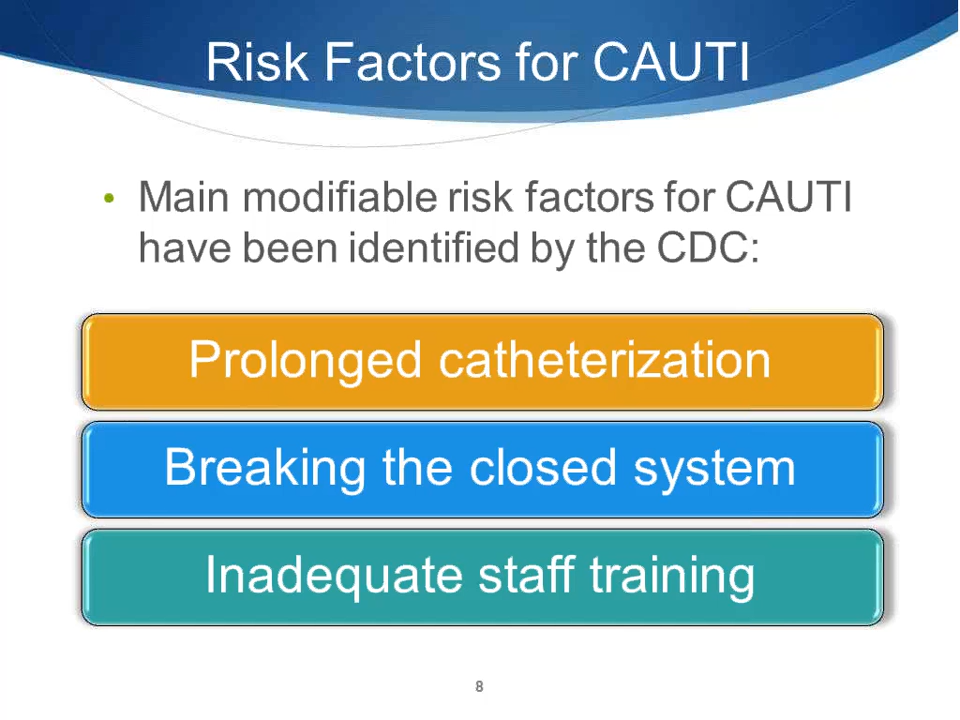 Risk Factors for CAUTI
• Main modifiable risk factors for CAUTI
have been identified by the CDC:
Prolonged catheterization
Breaking the closed system
Inadequate staff training
8